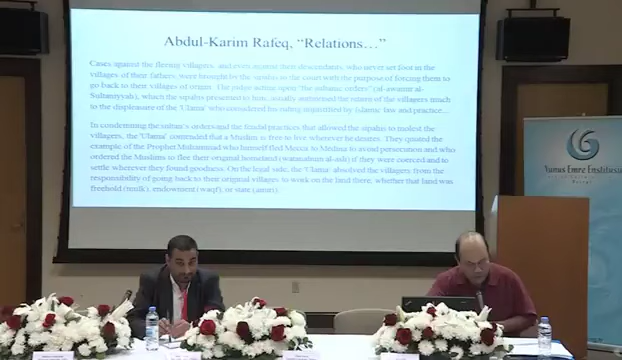 Abdul-Karim Rafeq, “Relations…”
Cases against the fleeing villagers, and even against their descendants, who never set foot in the
villages of their fathers, were brought by the sipahis to the court with the purpose of forcing them to
go back to their villages of origin. The judge acting upon "the sultanic orders" (al-awamir al-
Sultaniyyah), which the sipahis presented to him, usually authorised the return of the villagers much
to the displeasure of the 'Ulama' who considered his ruling unjustified by Islamic law and practice…
In condemning the sultan's orders and the feudal practices that allowed the sipahis to molest the
villagers, the 'Ulama' contended that a Muslim is free to live wherever he desires. They quoted the
example of the Prophet Muhammad who himself fled Mecca to Medina to avoid persecution and who
ordered the Muslims to flee their original homeland (wannahum al-asli) if they were coerced and to
settle wherever they found goodness. On the legal side, the 'Ulama' absolved the villagers from the
responsibility of going back to their original villages to work on the land there, whether that land was
freehold (mulk), endowment (waqf), or state (amiri).
Yunus Emre Enstitüsü